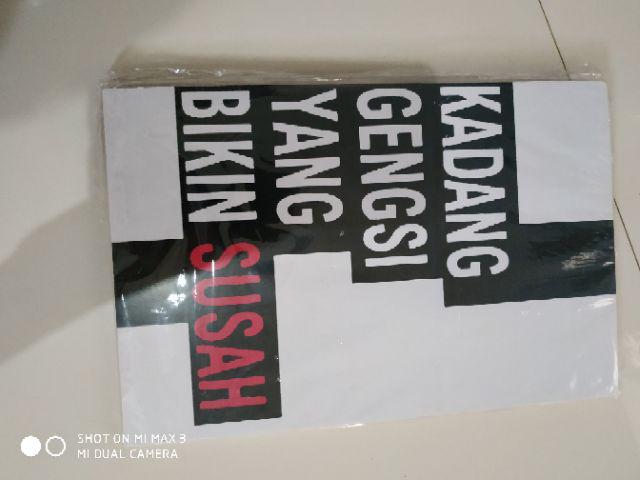 KADANG
GENGSI
YANG
BIKIN SUSAH
SHOT ON MI MAX 3
MI DUAL CAMERA